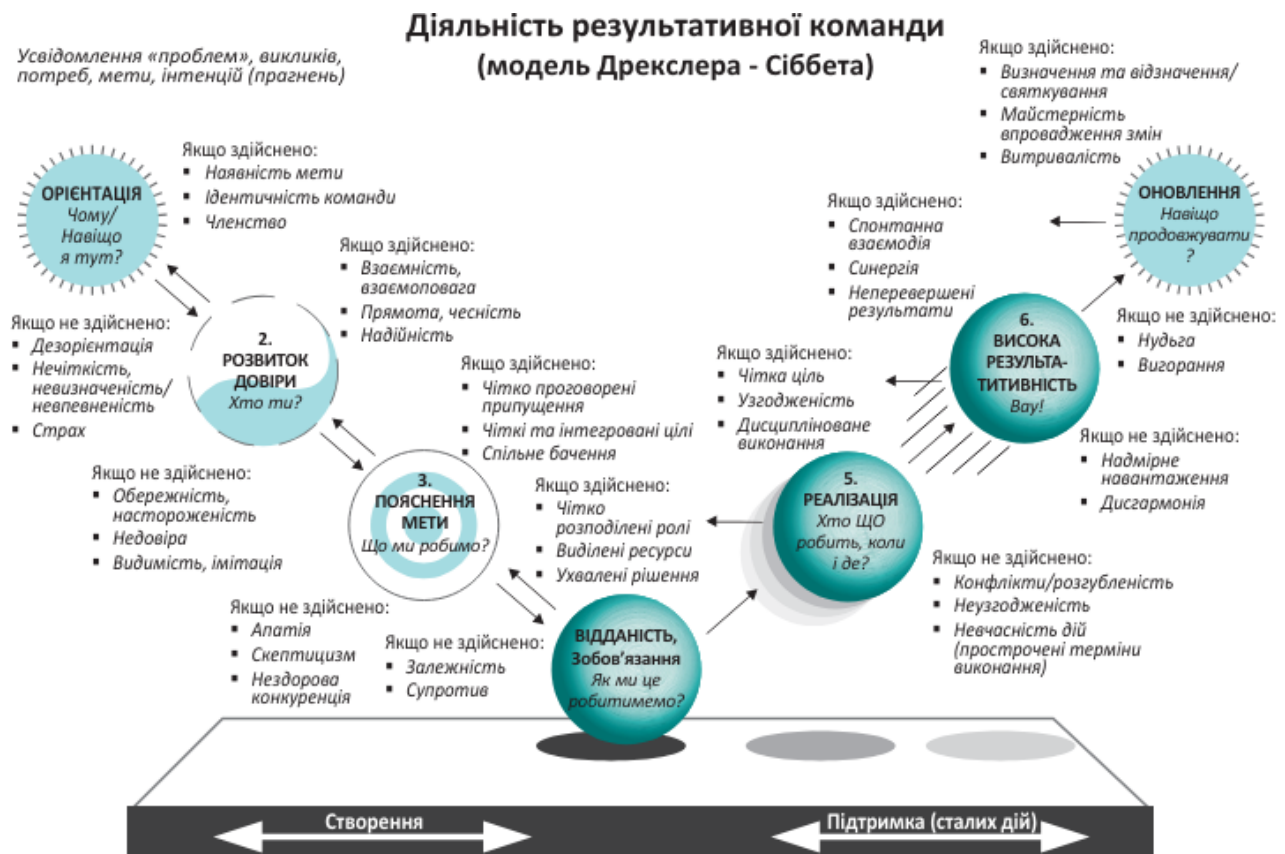 Діяльність результативної команди
(модель Дрекслера - Сіббета)
Усвідомлення «проблем», викликів,
потреб, мети, інтенцій (прагнень)
ОРІЄНТАЦІЯ
Чому/
Навіщо
я тут?
Якщо здійснено:
▪ Наявність мети
▪ Ідентичність команди
▪ Членство
Якщо не здійснено:
▪ Дезорієнтація
▪ Нечіткість,
невизначеність/
невпевненість
▪ Страх
2.
РОЗВИТОК
ДОВІРИ
Хто ти?
Якщо здійснено:
▪ Взаємність,
взаємоповага
▪ Прямота, чесність
▪ Надійність
Якщо не здійснено:
▪ Обережність,
настороженість
▪ Недовіра
▪ Видимість, імітація
3.
ПОЯСНЕННЯ
МЕТИ
Що ми робимо?
Якщо здійснено:
▪ Чітко проговорені
припущення
▪ Чіткі та інтегровані цілі
▪ Спільне бачення
Якщо не здійснено:
▪ Апатія
▪ Скептицизм
▪ Нездорова
конкуренція
ВІДДАНІСТЬ,
Зобов'язання
Як ми це
робитимемо?
Якщо здійснено:
▪ Чітко
розподілені ролі
▪ Виділені ресурси
▪ Ухвалені рішення
Якщо не здійснено:
▪ Залежність
▪ Супротив
5.
РЕАЛІЗАЦІЯ
Хто ЩО
робить, коли
і де?
Якщо здійснено:
▪ Чітка ціль
▪ Узгодженість
▪ Дисципліноване
виконання
Якщо не здійснено:
▪ Конфлікти/розгубленість
▪ Неузгодженість
▪ Невчасність дій
(прострочені терміни
виконання)
6.
ВИСОКА
РЕЗУЛЬТА-
ТИТИВНІСТЬ
Вау!
Якщо здійснено:
▪ Спонтанна
взаємодія
▪ Синергія
▪ Неперевершені
результати
Якщо не здійснено:
▪ Надмірне
навантаження
▪ Дисгармонія
ОНОВЛЕННЯ
Навіщо
продовжувати
?
Якщо здійснено:
▪ Визначення та відзначення/
святкування
▪ Майстерність
впровадження змін
▪ Витривалість
Якщо не здійснено:
▪ Нудьга
▪ Вигорання
Створення
Підтримка (сталих дій)